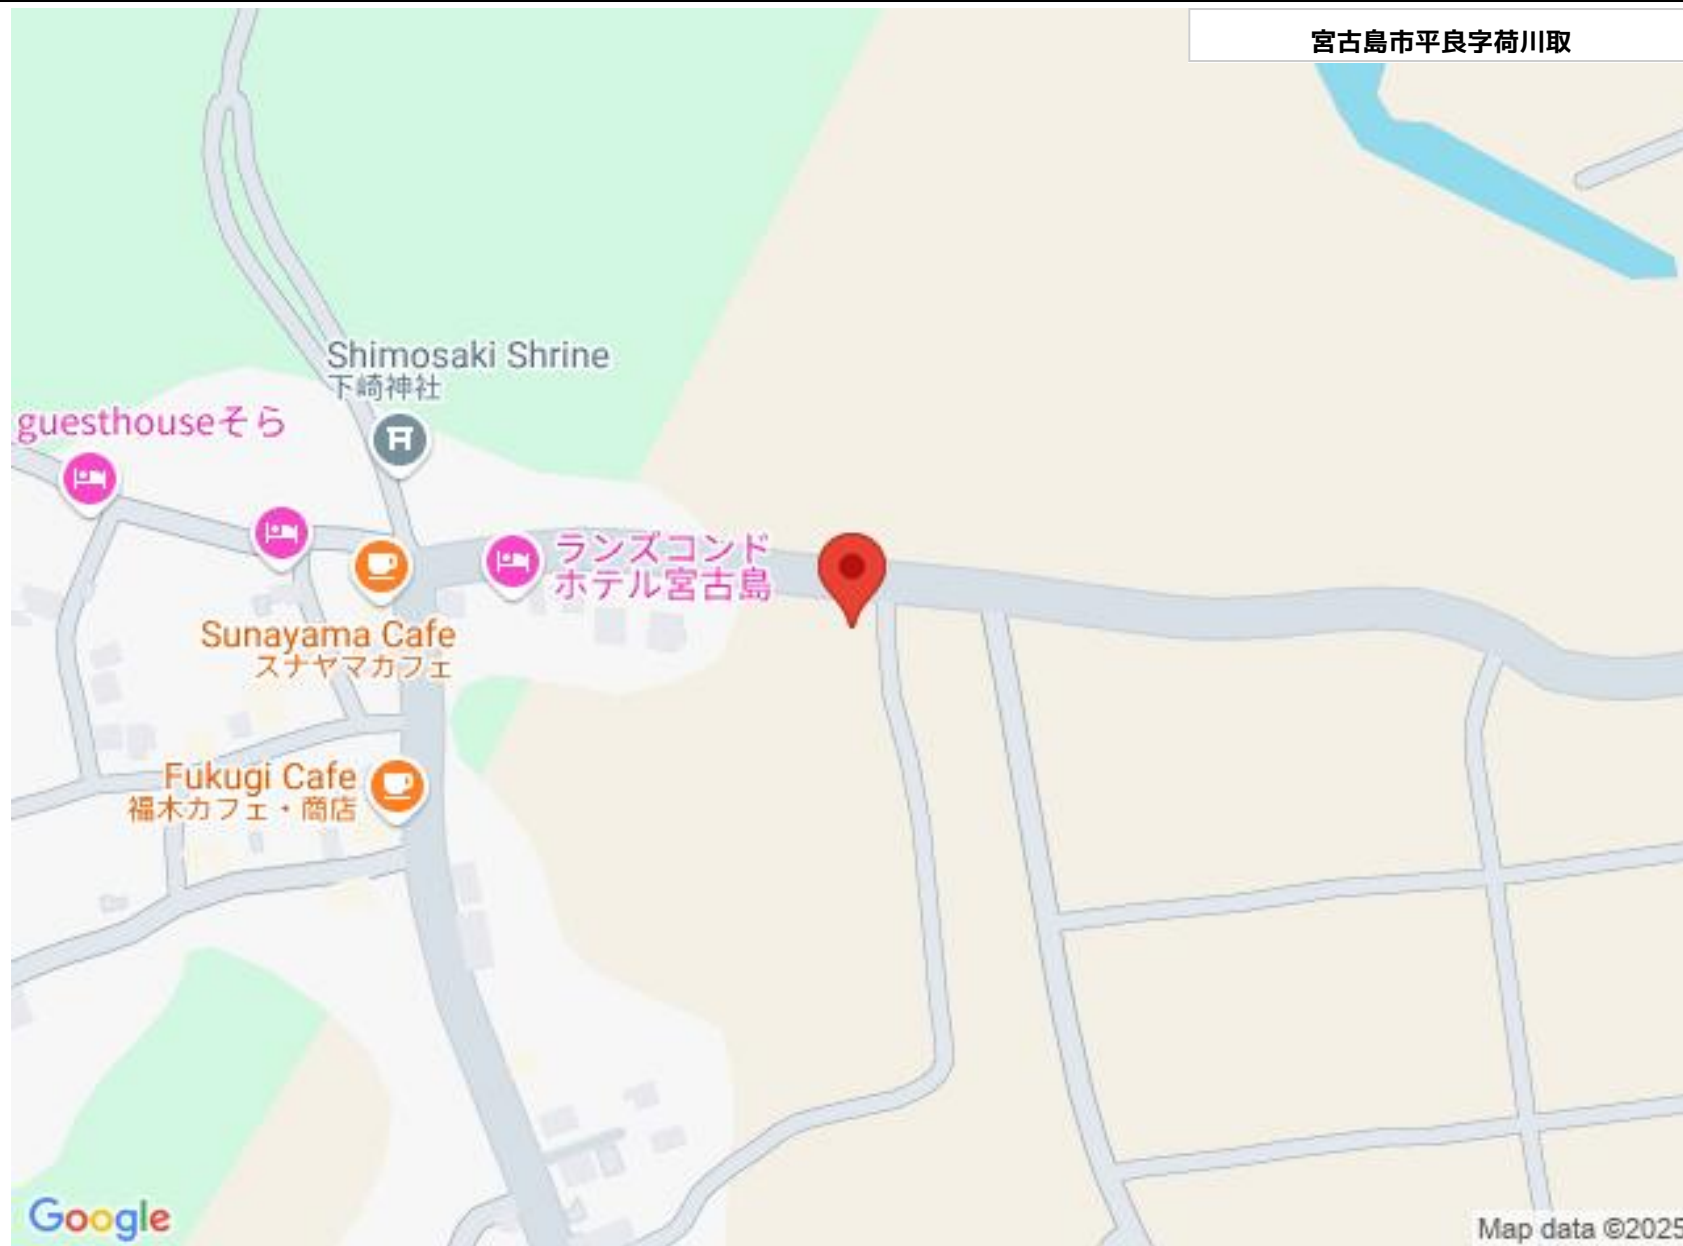 宮古島市平良字荷川取
Shimosaki Shrine
下崎神社
guesthouseそら
ランズコンド
ホテル宮古島
Sunayama Cafe
スナヤマカフェ
Fukugi Cafe
福木カフェ・商店
Google
Map data ©2025